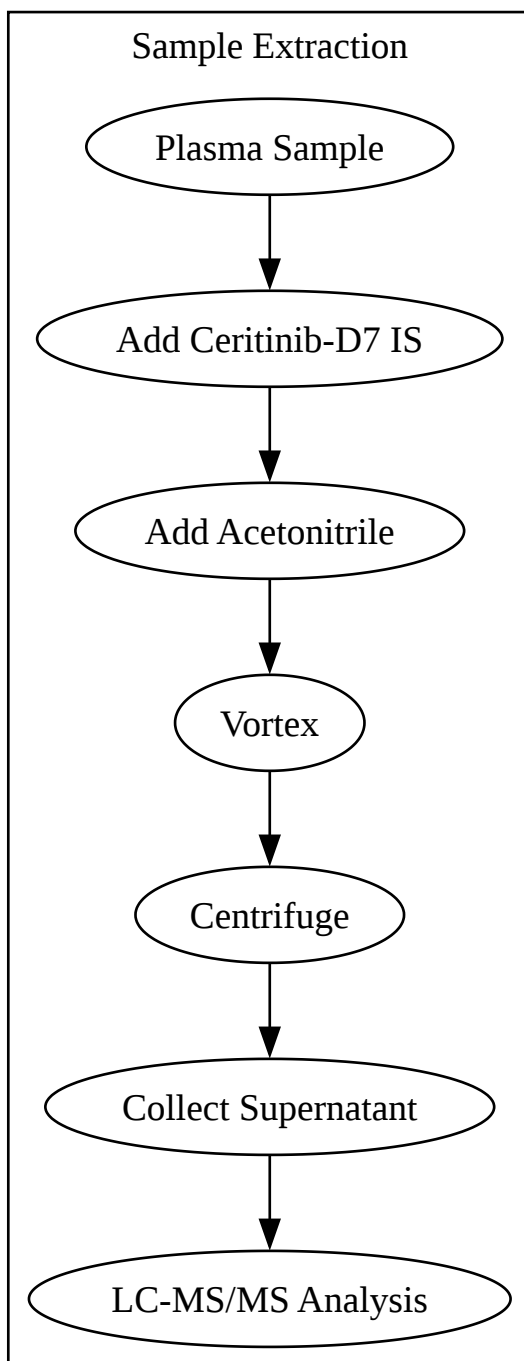 Sample Extraction
Plasma Sample
Add Ceritinib-D7 IS
Add Acetonitrile
Vortex
Centrifuge
Collect Supernatant
LC-MS/MS Analysis